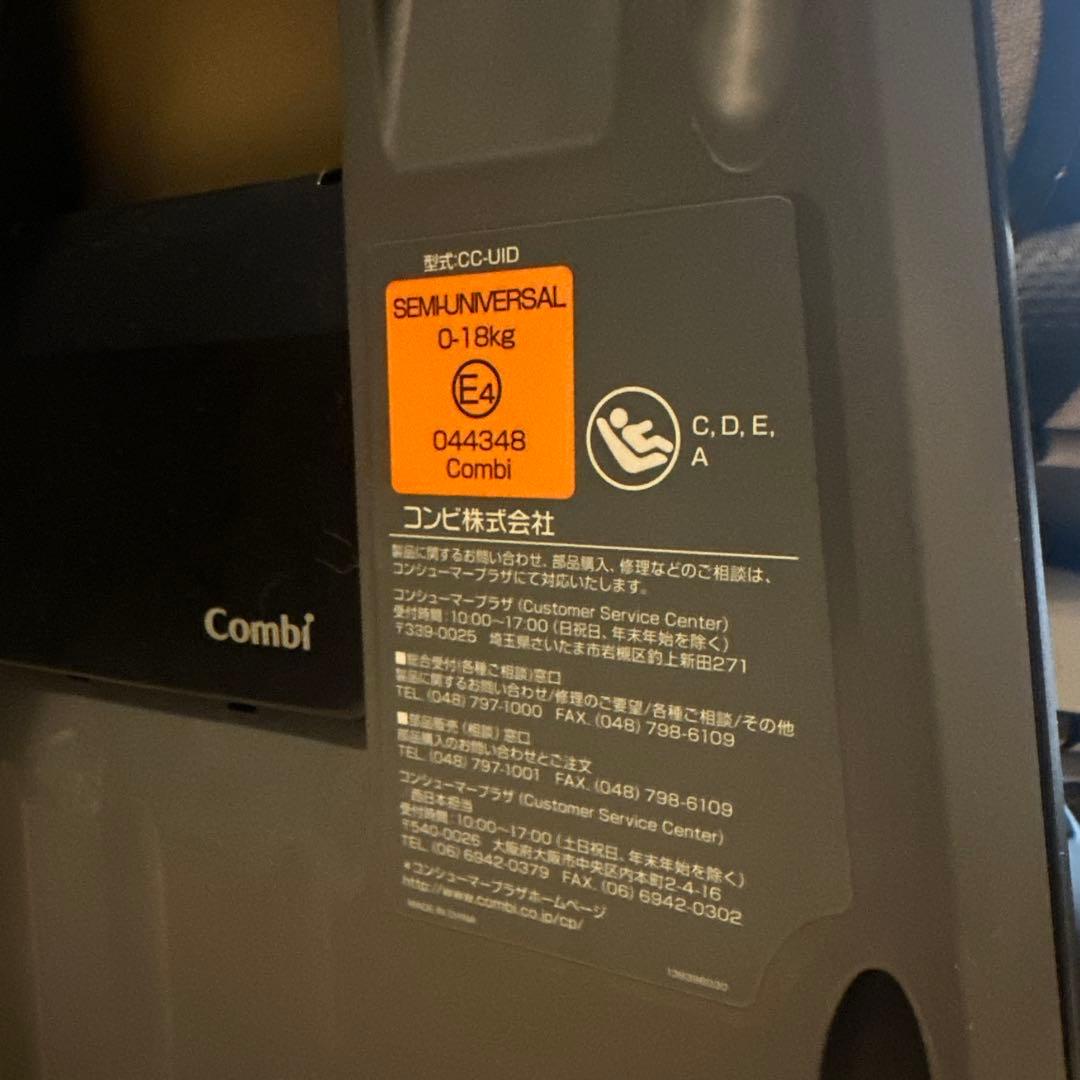 型式:CC-UID
SEMI-UNIVERSAL
0-18kg
E4
044348
Combi
C, D, E,
A
コンビ株式会社
製品に関するお問い合わせ、部品購入、修理などのご相談は、
コンシューマープラザにて対応いたします。
コンシューマープラザ (Customer Service Center)
受付時間:10:00〜17:00 (日祝日、年末年始を除く)
〒339-0025 埼玉県さいたま市岩槻区釣上新田271
■総合受付(各種ご相談)窓口
製品に関するお問い合わせ/修理のご要望/各種ご相談/その他
TEL. (048) 797-1000 FAX. (048) 798-6109
■部品販売(相談)窓口
部品購入のお問い合わせとご注文
TEL. (048) 797-1001 FAX. (048) 798-6109
コンシューマープラザ (Customer Service Center)
西日本担当
受付時間:10:00〜17:00 (土日祝日、年末年始を除く)
〒540-0026 大阪府大阪市中央区内本町2-4-16
TEL. (06) 6942-0379 FAX. (06) 6942-0302
*コンシューマープラザホームページ
http://www.combi.co.jp/cp/
MADE IN CHINA
Combi